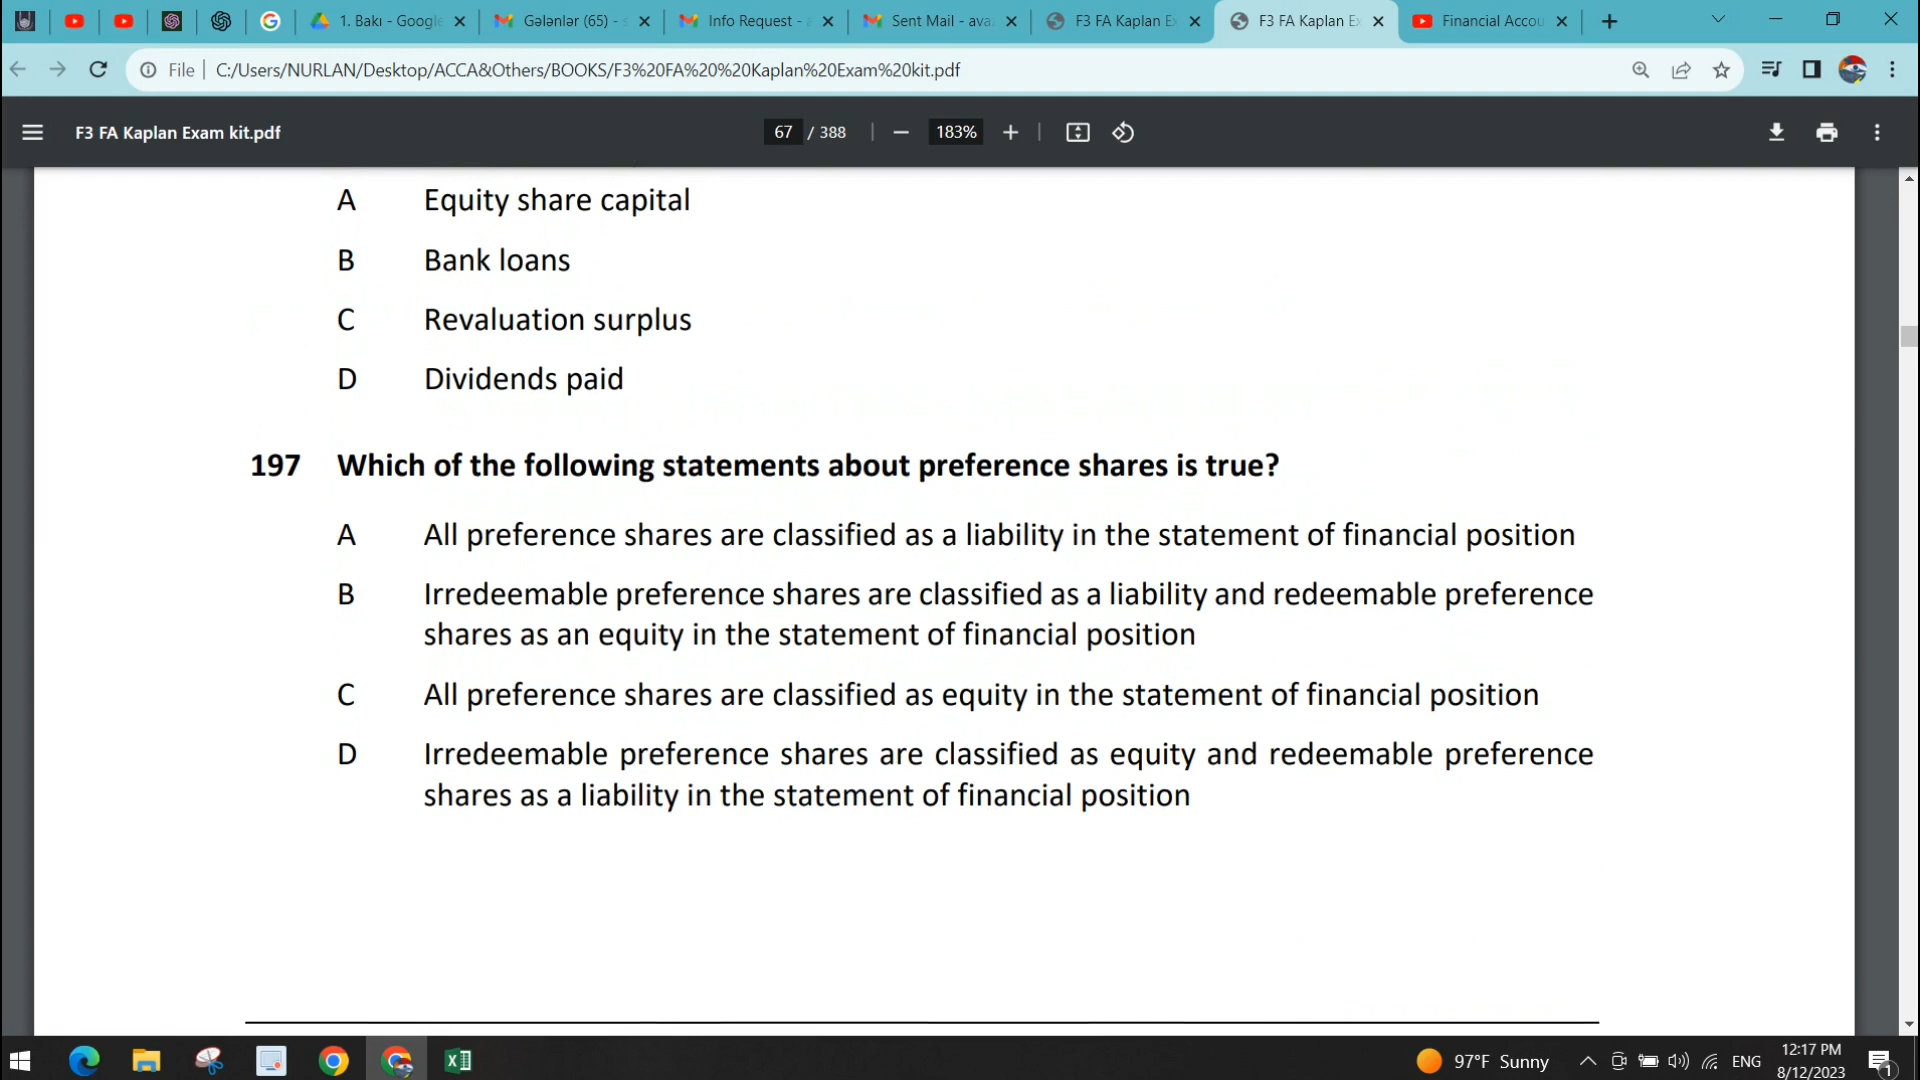 1. Bakı - Google
Gələnlər (65) - s
Info Request - a
Sent Mail - ava
F3 FA Kaplan Ex
F3 FA Kaplan Ex
Financial Accou
File
C:/Users/NURLAN/Desktop/ACCA&Others/BOOKS/F3%20FA%20%20Kaplan%20Exam%20kit.pdf
F3 FA Kaplan Exam kit.pdf
67 / 388
183%
A Equity share capital
B Bank loans
C Revaluation surplus
D Dividends paid
197 Which of the following statements about preference shares is true?
A All preference shares are classified as a liability in the statement of financial position
B Irredeemable preference shares are classified as a liability and redeemable preference
shares as an equity in the statement of financial position
C All preference shares are classified as equity in the statement of financial position
D Irredeemable preference shares are classified as equity and redeemable preference
shares as a liability in the statement of financial position
97°F Sunny
ENG
12:17 PM
8/12/2023
1